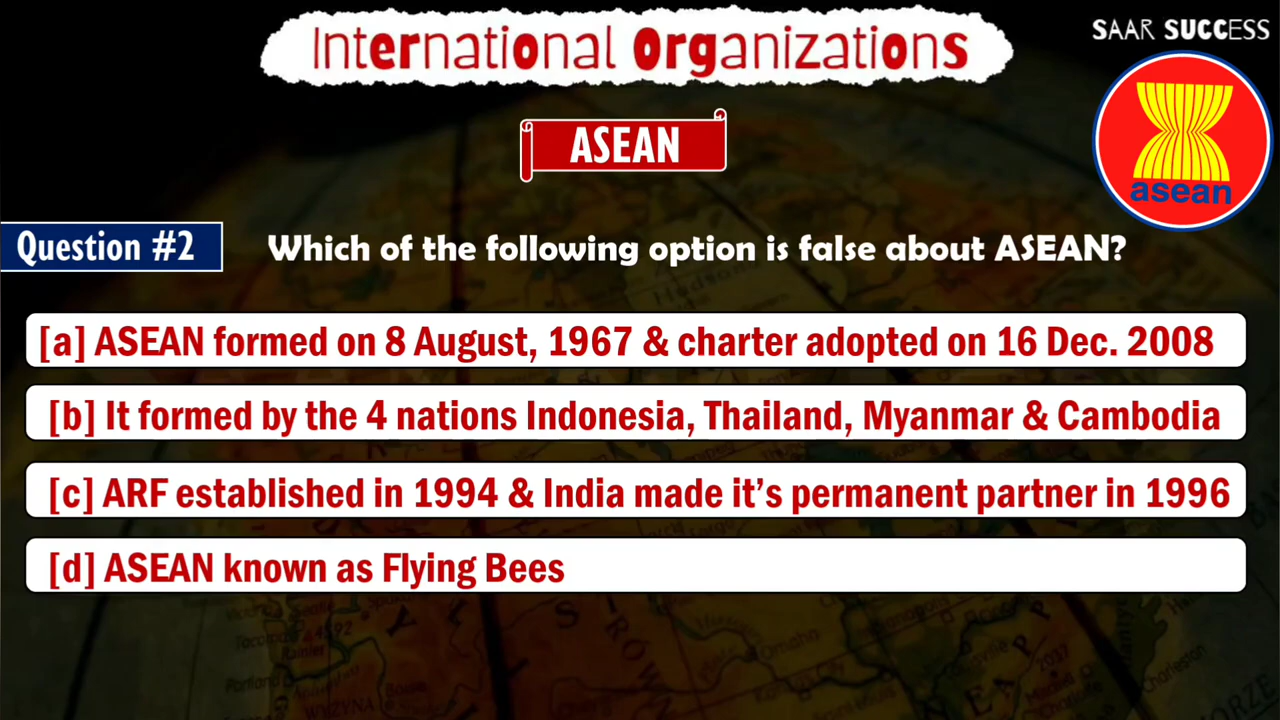 International Organizations
SAAR SUCCESS
ASEAN
asean
Question #2
Which of the following option is false about ASEAN?
[a] ASEAN formed on 8 August, 1967 & charter adopted on 16 Dec. 2008
[b] It formed by the 4 nations Indonesia, Thailand, Myanmar & Cambodia
[c] ARF established in 1994 & India made it's permanent partner in 1996
[d] ASEAN known as Flying Bees